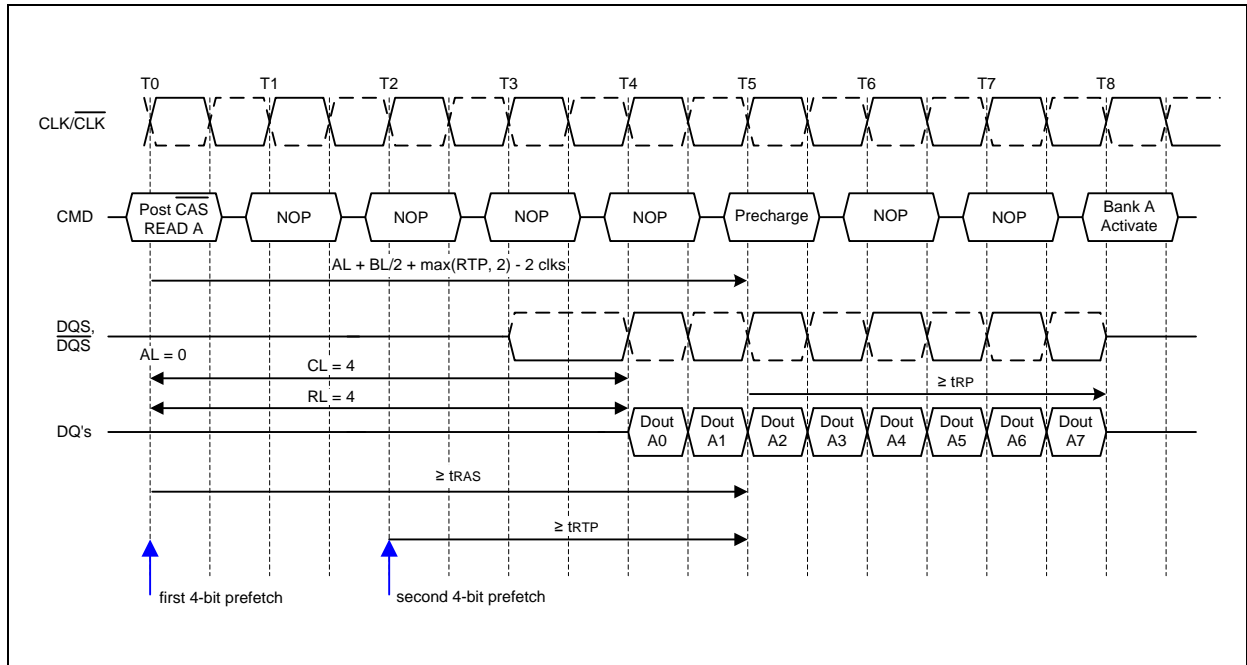 T0 T1 T2 T3 T4 T5 T6 T7 T8
CLK/CLK
CMD
Post CAS
READ A
NOP
NOP
NOP
NOP
Precharge
NOP
NOP
Bank A
Activate
AL + BL/2 + max(RTP, 2) - 2 clks
DQS,
DQS
AL = 0
CL = 4
≥ tRP
RL = 4
DQ's
Dout
A0
Dout
A1
Dout
A2
Dout
A3
Dout
A4
Dout
A5
Dout
A6
Dout
A7
≥ tRAS
≥ tRTP
first 4-bit prefetch
second 4-bit prefetch